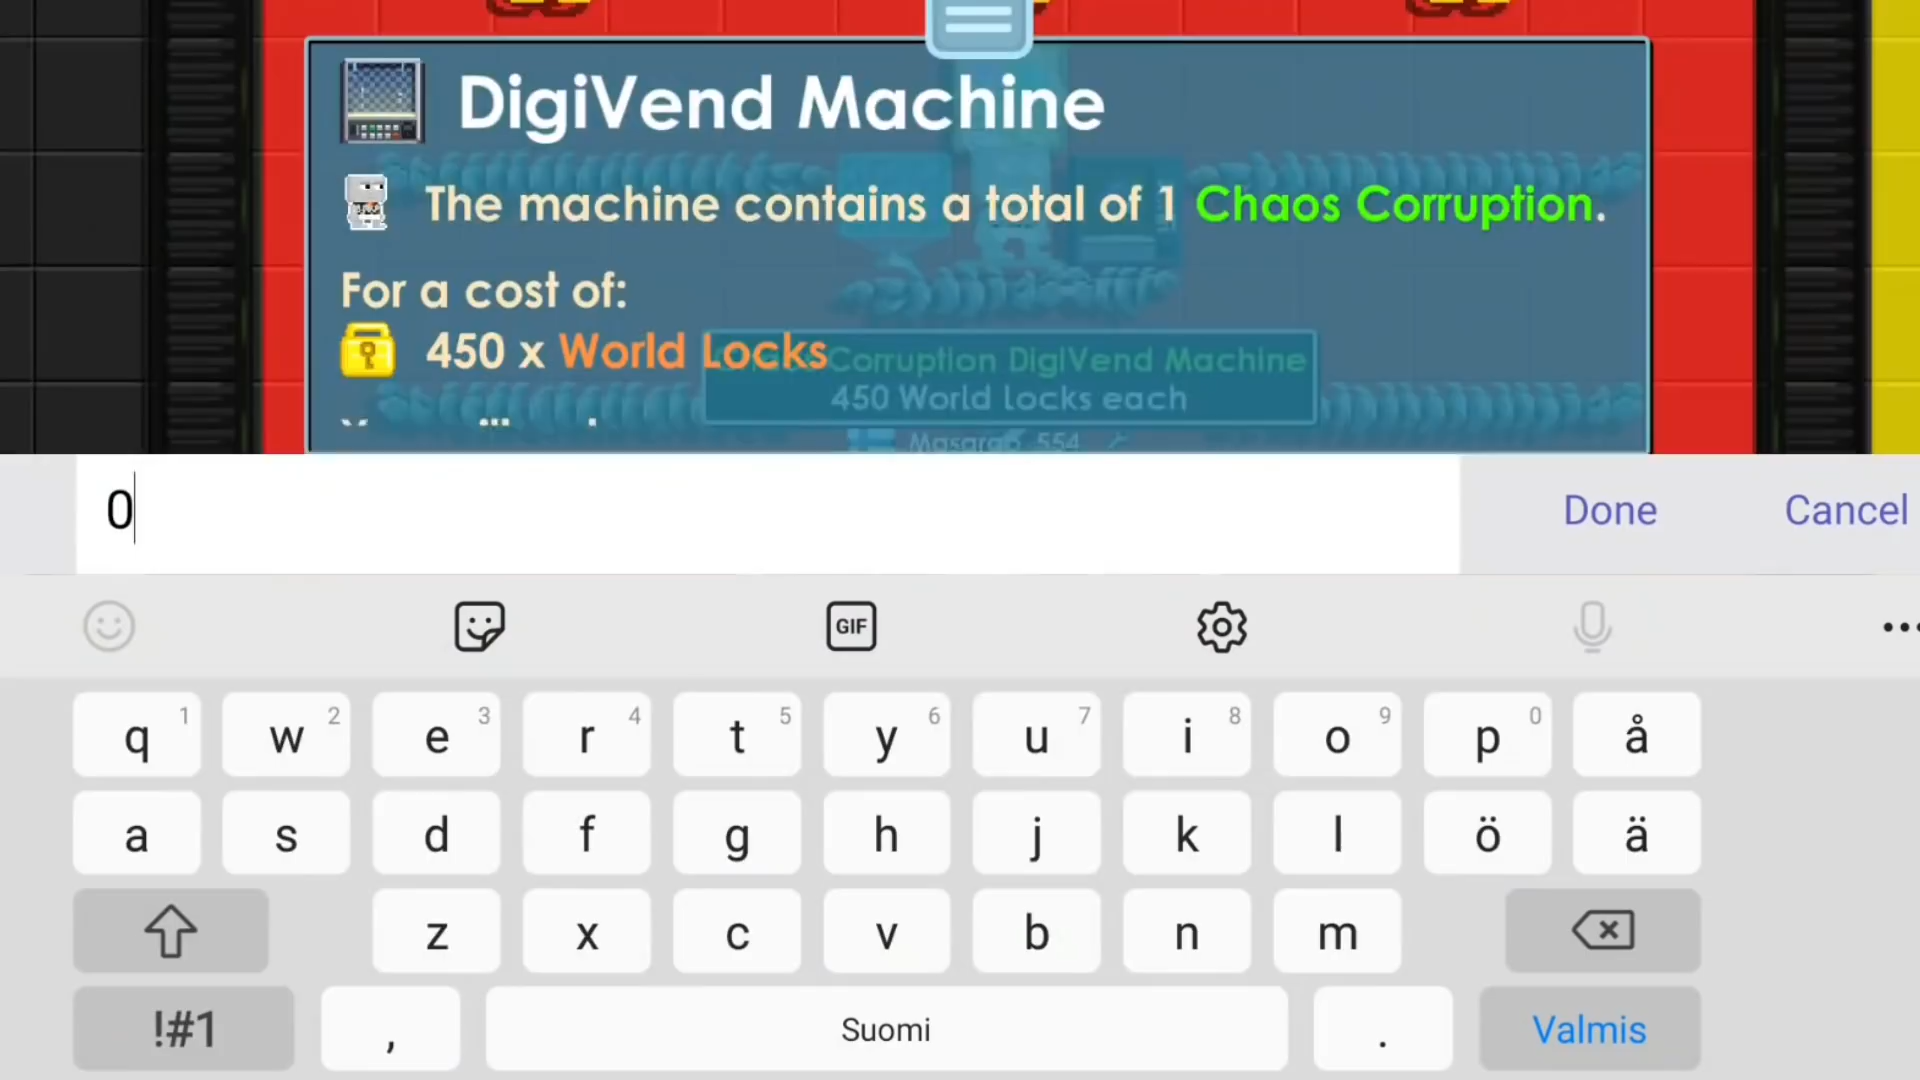 DigiVend Machine
The machine contains a total of 1 Chaos Corruption.
For a cost of:
450 x World Locks
Corruption DigiVend Machine
450 World Locks each
554
0
Done
Cancel
GIF
q 1 w 2 e 3 r 4 t 5 y 6 u 7 i 8 o 9 p 0 å
a s d f g h j k l ö ä
z x c v b n m
!#1 , Suomi . Valmis